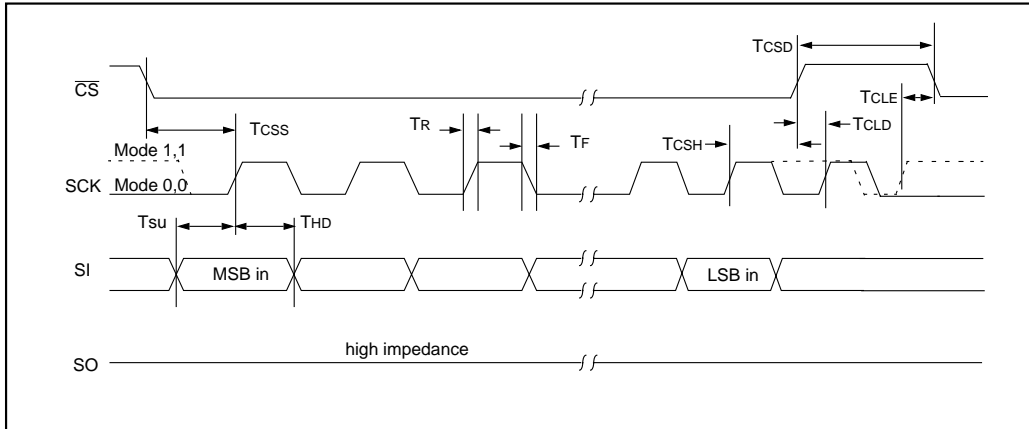 TCSD
CS
TCLE
TCSS
TR
TF
TCSH
TCLD
Mode 1,1
SCK
Mode 0,0
Tsu
THD
SI
MSB in
LSB in
SO
high impedance